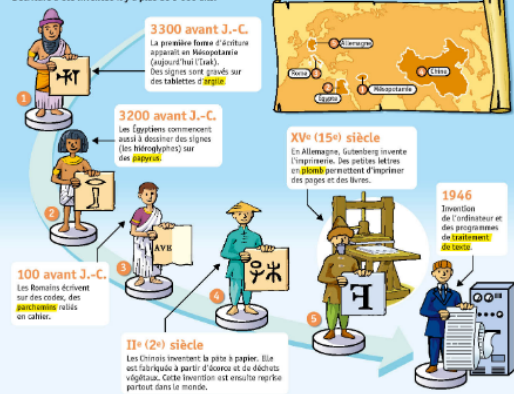 3300 avant J.-C.
La première forme d'écriture
apparaît en Mésopotamie
(aujourd'hui l'Irak).
Des signes sont gravés sur
des tablettes d'argile.
1
Allemagne
Rome
Chine
Égypte
Mésopotamie
3200 avant J.-C.
Les Égyptiens commencent
aussi à dessiner des signes
(les hiéroglyphes) sur
des papyrus.
2
100 avant J.-C.
Les Romains écrivent
sur des codex, des
parchemins reliés
en cahier.
3
AVE
4
IIe (2e) siècle
Les Chinois inventent la pâte à papier. Elle
est fabriquée à partir d'écorce et de déchets
végétaux. Cette invention est ensuite reprise
partout dans le monde.
XVe (15e) siècle
En Allemagne, Gutenberg invente
l'imprimerie. Des petites lettres
en plomb permettent d'imprimer
des pages et des livres.
5
1946
Invention
de l'ordinateur et
des programmes
de traitement
de texte.